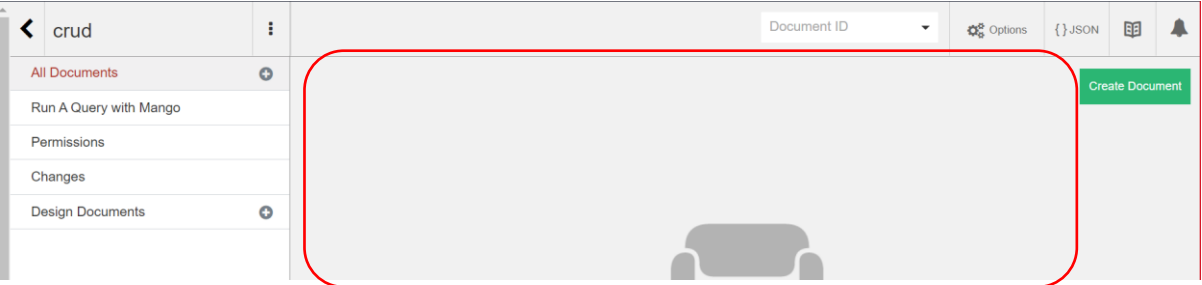 crud
Document ID
Options
{ } JSON
All Documents
Create Document
Run A Query with Mango
Permissions
Changes
Design Documents